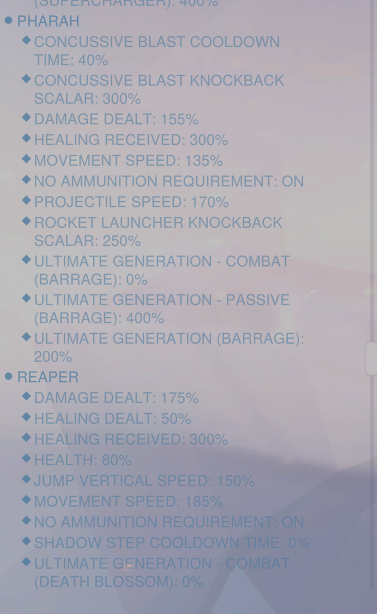 (SUPERCHARGER): 400%
PHARAH
CONCUSSIVE BLAST COOLDOWN
TIME: 40%
CONCUSSIVE BLAST KNOCKBACK
SCALAR: 300%
DAMAGE DEALT: 155%
HEALING RECEIVED: 300%
MOVEMENT SPEED: 135%
NO AMMUNITION REQUIREMENT: ON
PROJECTILE SPEED: 170%
ROCKET LAUNCHER KNOCKBACK
SCALAR: 250%
ULTIMATE GENERATION - COMBAT
(BARRAGE): 0%
ULTIMATE GENERATION - PASSIVE
(BARRAGE): 400%
ULTIMATE GENERATION (BARRAGE):
200%
REAPER
DAMAGE DEALT: 175%
HEALING DEALT: 50%
HEALING RECEIVED: 300%
HEALTH: 80%
JUMP VERTICAL SPEED: 150%
MOVEMENT SPEED: 185%
NO AMMUNITION REQUIREMENT: ON
SHADOW STEP COOLDOWN TIME: 0%
ULTIMATE GENERATION - COMBAT
(DEATH BLOSSOM): 0%